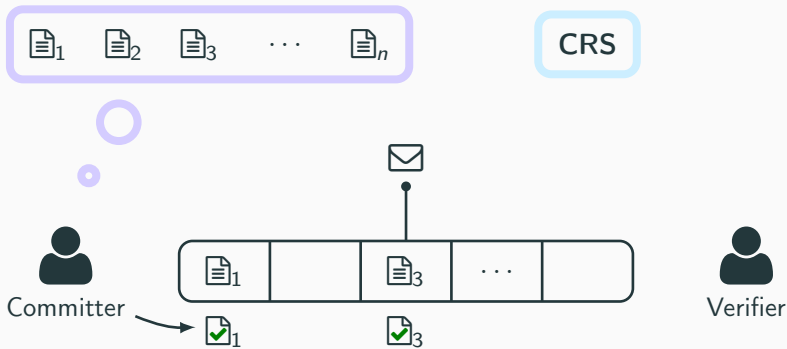 1 2 3 ··· n
CRS
1 3 ···
Committer
Verifier
1 3